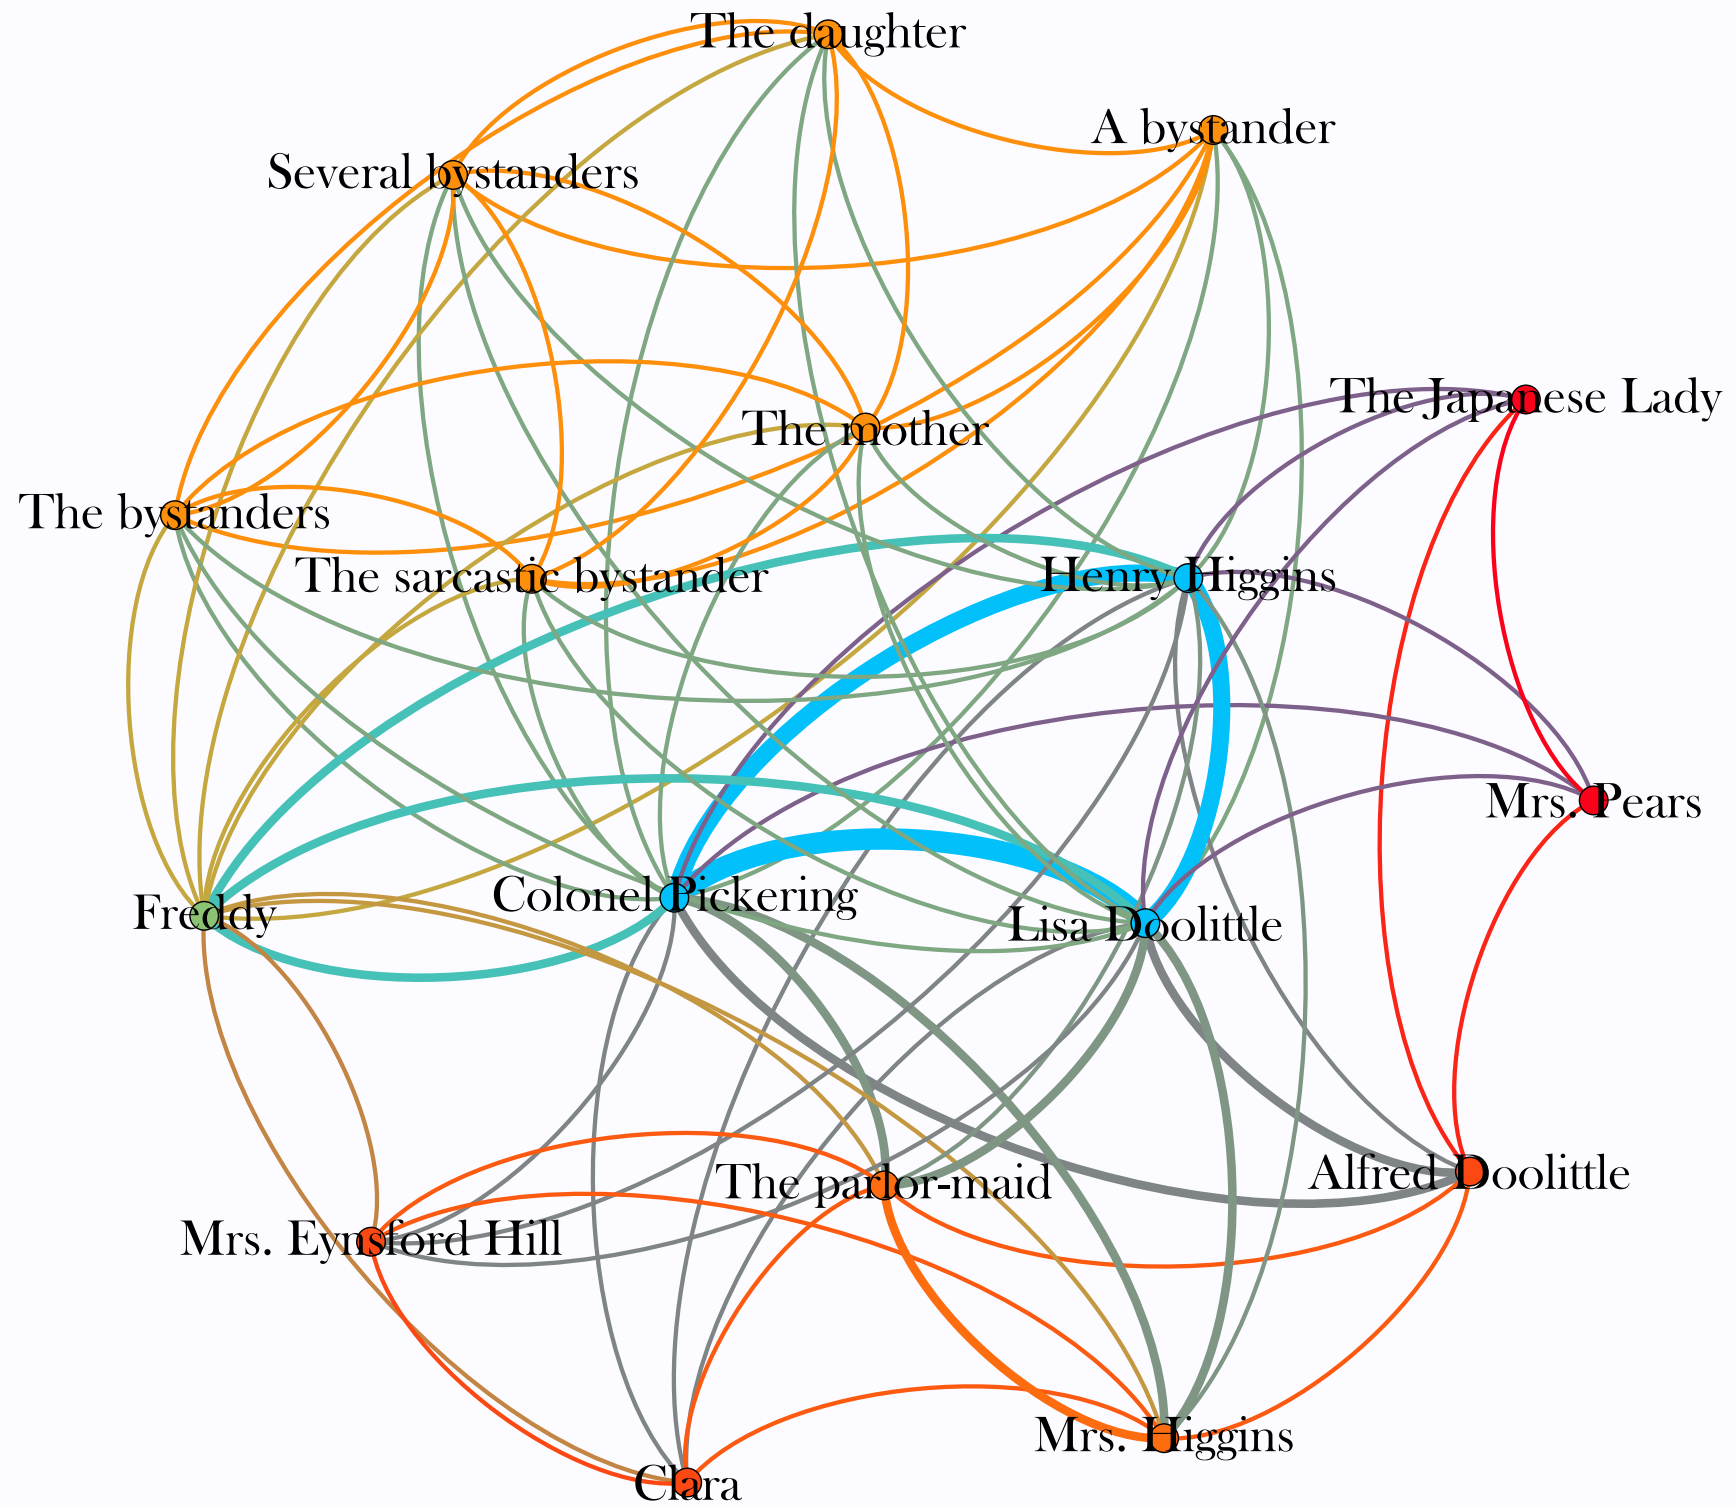 The daughter
A bystander
Several bystanders
The Japanese Lady
The mother
The bystanders
The sarcastic bystander
Henry Higgins
Mrs. Pears
Colonel Pickering
Freddy
Lisa Doolittle
The parlor-maid
Alfred Doolittle
Mrs. Eynsford Hill
Mrs. Higgins
Clara